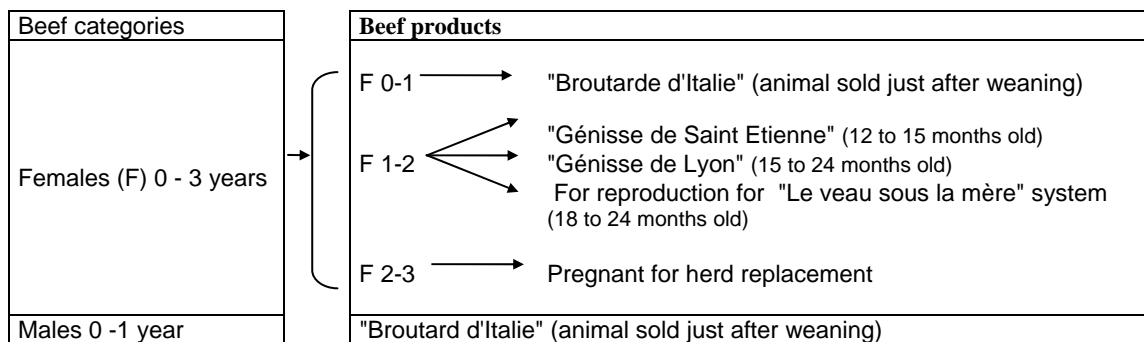 Beef categories
Beef products
F 0-1
"Broutarde d'Italie" (animal sold just after weaning)
"Génisse de Saint Etienne" (12 to 15 months old)
Females (F) 0 - 3 years
F 1-2
"Génisse de Lyon" (15 to 24 months old)
For reproduction for "Le veau sous la mère" system
(18 to 24 months old)
F 2-3
Pregnant for herd replacement
Males 0 -1 year
"Broutard d'Italie" (animal sold just after weaning)